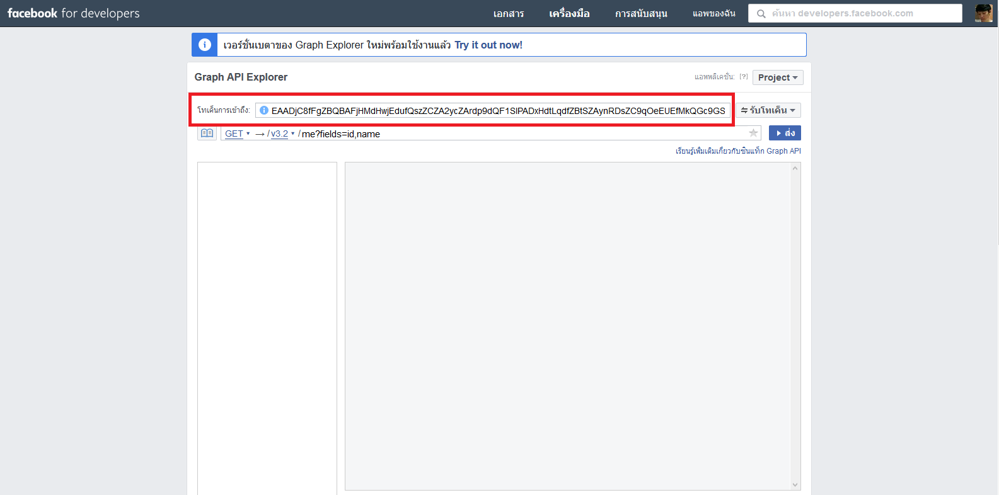 facebook for developers
เอกสาร เครื่องมือ การสนับสนุน แอพของฉัน ค้นหา developers.facebook.com
เวอร์ชั่นเบตาของ Graph Explorer ใหม่พร้อมใช้งานแล้ว Try it out now!
Graph API Explorer แอพพลิเคชั่น: [?] Project
โทเค็นการเข้าถึง: EAADjC8fFgZBQBAFjHMdHwjEdufQszZCZA2ycZArdp9dQF1SIPADxHdtLqdfZBtSZAynRDsZC9qOeEUEfMkQGc9GS รับโทเค็น
GET → /v3.2 /me?fields=id,name ส่ง
เรียนรู้เพิ่มเติมเกี่ยวกับซินแท็ก Graph API